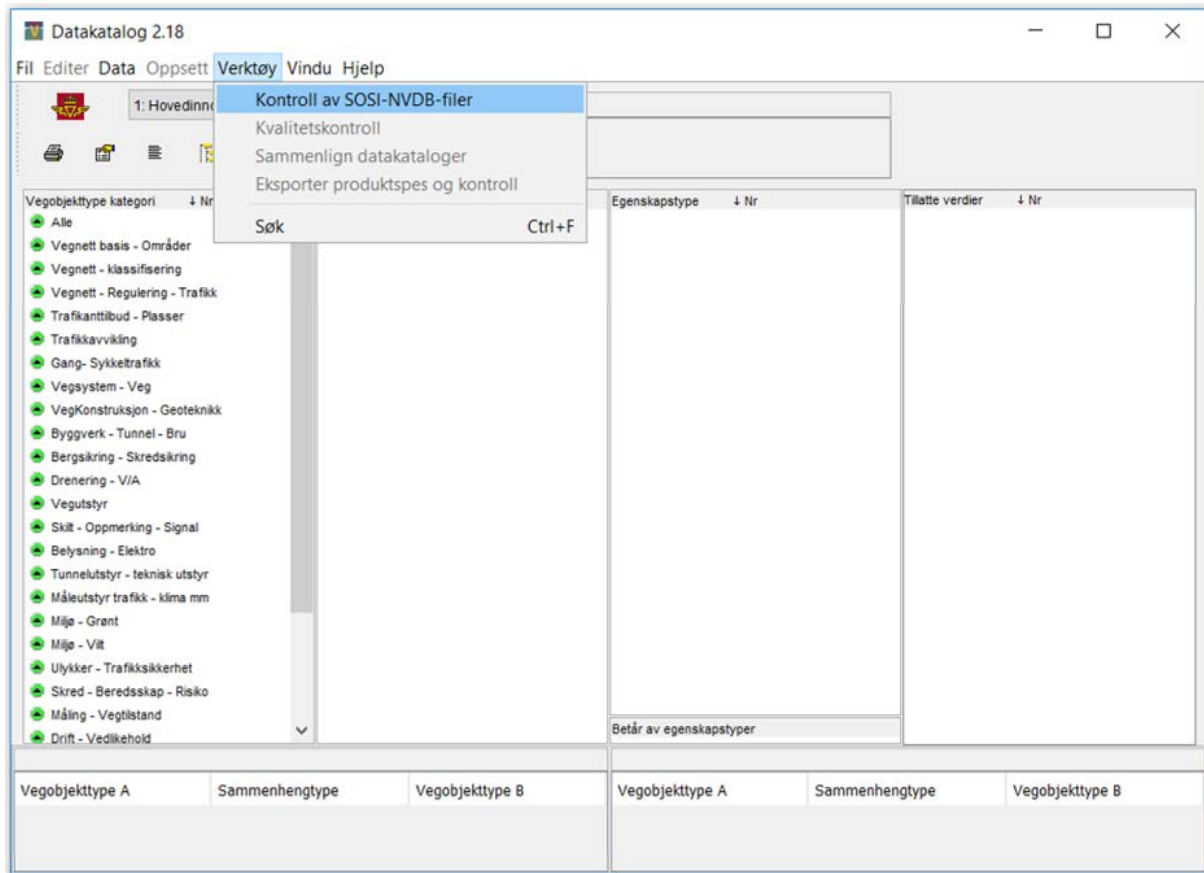 Datakatalog 2.18
Fil Editer Data Oppsett Verktøy Vindu Hjelp
1: Hovedinn
Kontroll av SOSI-NVDB-filer
Kvalitetskontroll
Sammenlign datakataloger
Eksporter produktspes og kontroll
Søk Ctrl+F
Vegobjekttype kategori ↓ Nr
Alle
Vegnett basis - Områder
Vegnett - klassifisering
Vegnett - Regulering - Trafikk
Trafikanttilbud - Plasser
Trafikkavvikling
Gang- Sykkeltrafikk
Vegsystem - Veg
VegKonstruksjon - Geoteknikk
Byggverk - Tunnel - Bru
Bergsikring - Skredsikring
Drenering - V/A
Vegutstyr
Skilt - Oppmerking - Signal
Belysning - Elektro
Tunnelutstyr - teknisk utstyr
Måleutstyr trafikk - klima mm
Miljø - Grønt
Miljø - Vilt
Ulykker - Trafikksikkerhet
Skred - Beredsskap - Risiko
Måling - Vegtilstand
Drift - Vedlikehold
Egenskapstype ↓ Nr
Betår av egenskapstyper
Tillatte verdier ↓ Nr
Vegobjekttype A Sammenhengtype Vegobjekttype B
Vegobjekttype A Sammenhengtype Vegobjekttype B